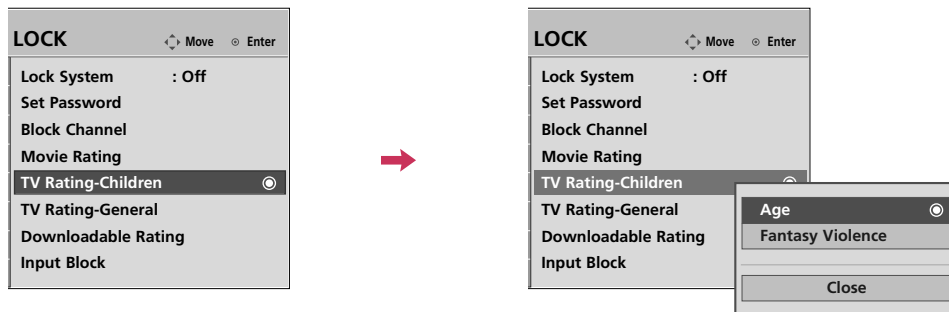 LOCK Move Enter
Lock System : Off
Set Password
Block Channel
Movie Rating
TV Rating-Children
TV Rating-General
Downloadable Rating
Input Block
LOCK Move Enter
Lock System : Off
Set Password
Block Channel
Movie Rating
TV Rating-Children
TV Rating-General
Downloadable Rating
Input Block
Age
Fantasy Violence
Close